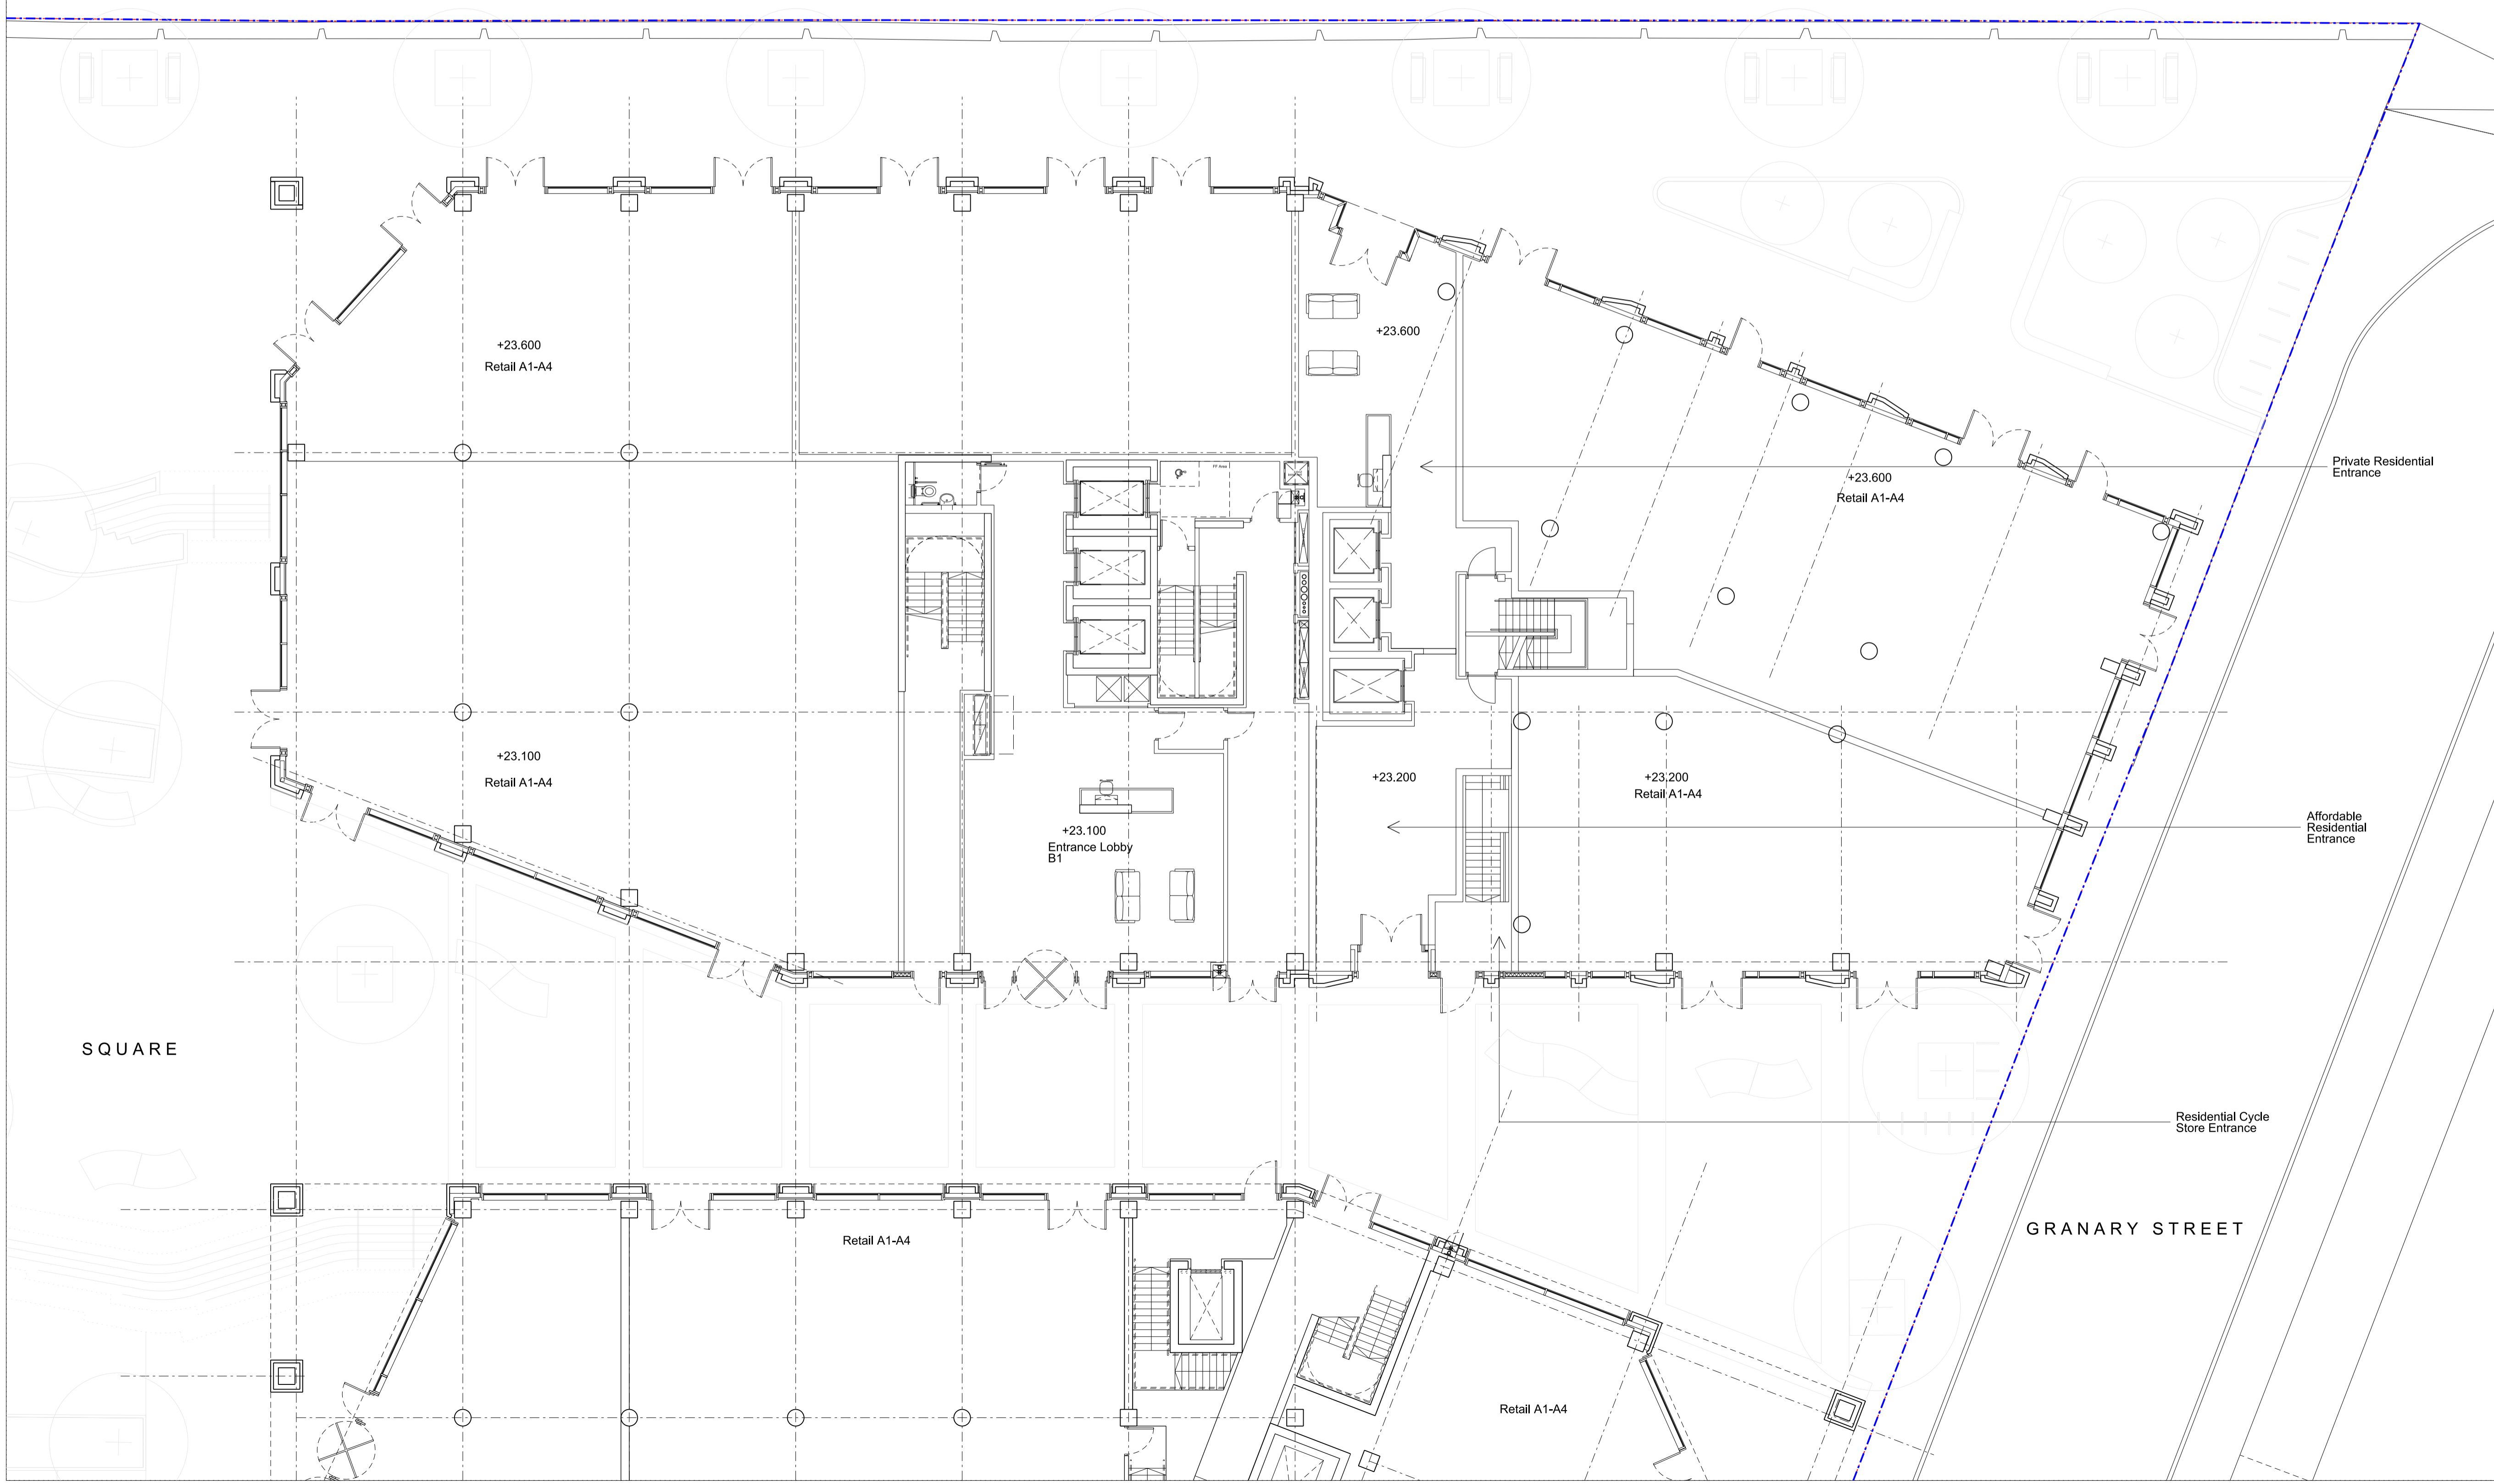 +23.600
+23.600
Retail A1-A4
Private Residential
Entrance
FF Area
+23.600
Retail A1-A4
+23.100
Retail A1-A4
+23.200
+23.200
Retail A1-A4
+23.100
Entrance Lobby
B1
Affordable
Residential
Entrance
SQUARE
Residential Cycle
Store Entrance
Retail A1-A4
GRANARY STREET
Retail A1-A4